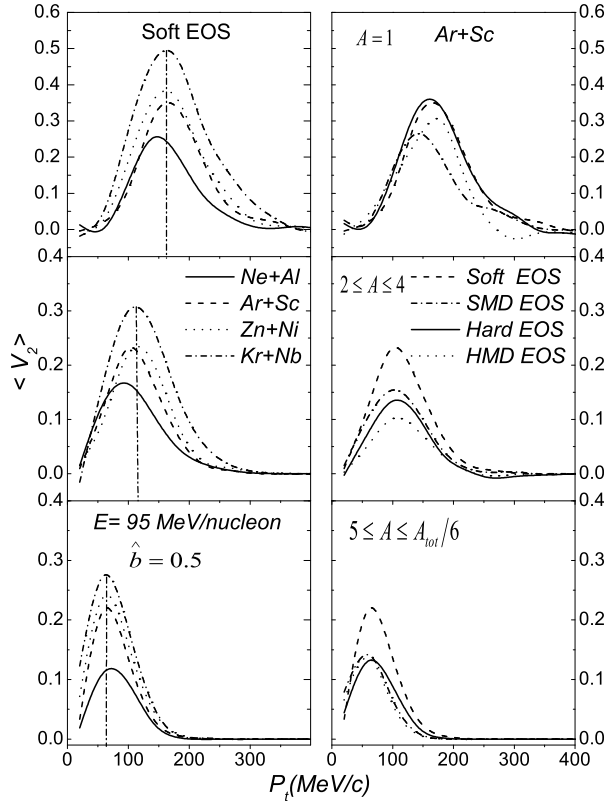 Soft EOS
A=1 Ar+Sc
0.6
0.5
0.4
0.3
0.2
0.1
0.0
0.6
0.5
0.4
0.3
0.2
0.1
0.0
Ne+Al
Ar+Sc
Zn+Ni
Kr+Nb
2 ≤ A ≤ 4
Soft EOS
SMD EOS
Hard EOS
HMD EOS
0.4
0.3
0.2
0.1
0.0
0.4
0.3
0.2
0.1
0.0
< V₂ >
E= 95 MeV/nucleon
b̂ = 0.5
5 ≤ A ≤ A_tot/6
0.4
0.3
0.2
0.1
0.0
0.4
0.3
0.2
0.1
0.0
0 100 200 300
0 100 200 300 400
P_t(MeV/c)